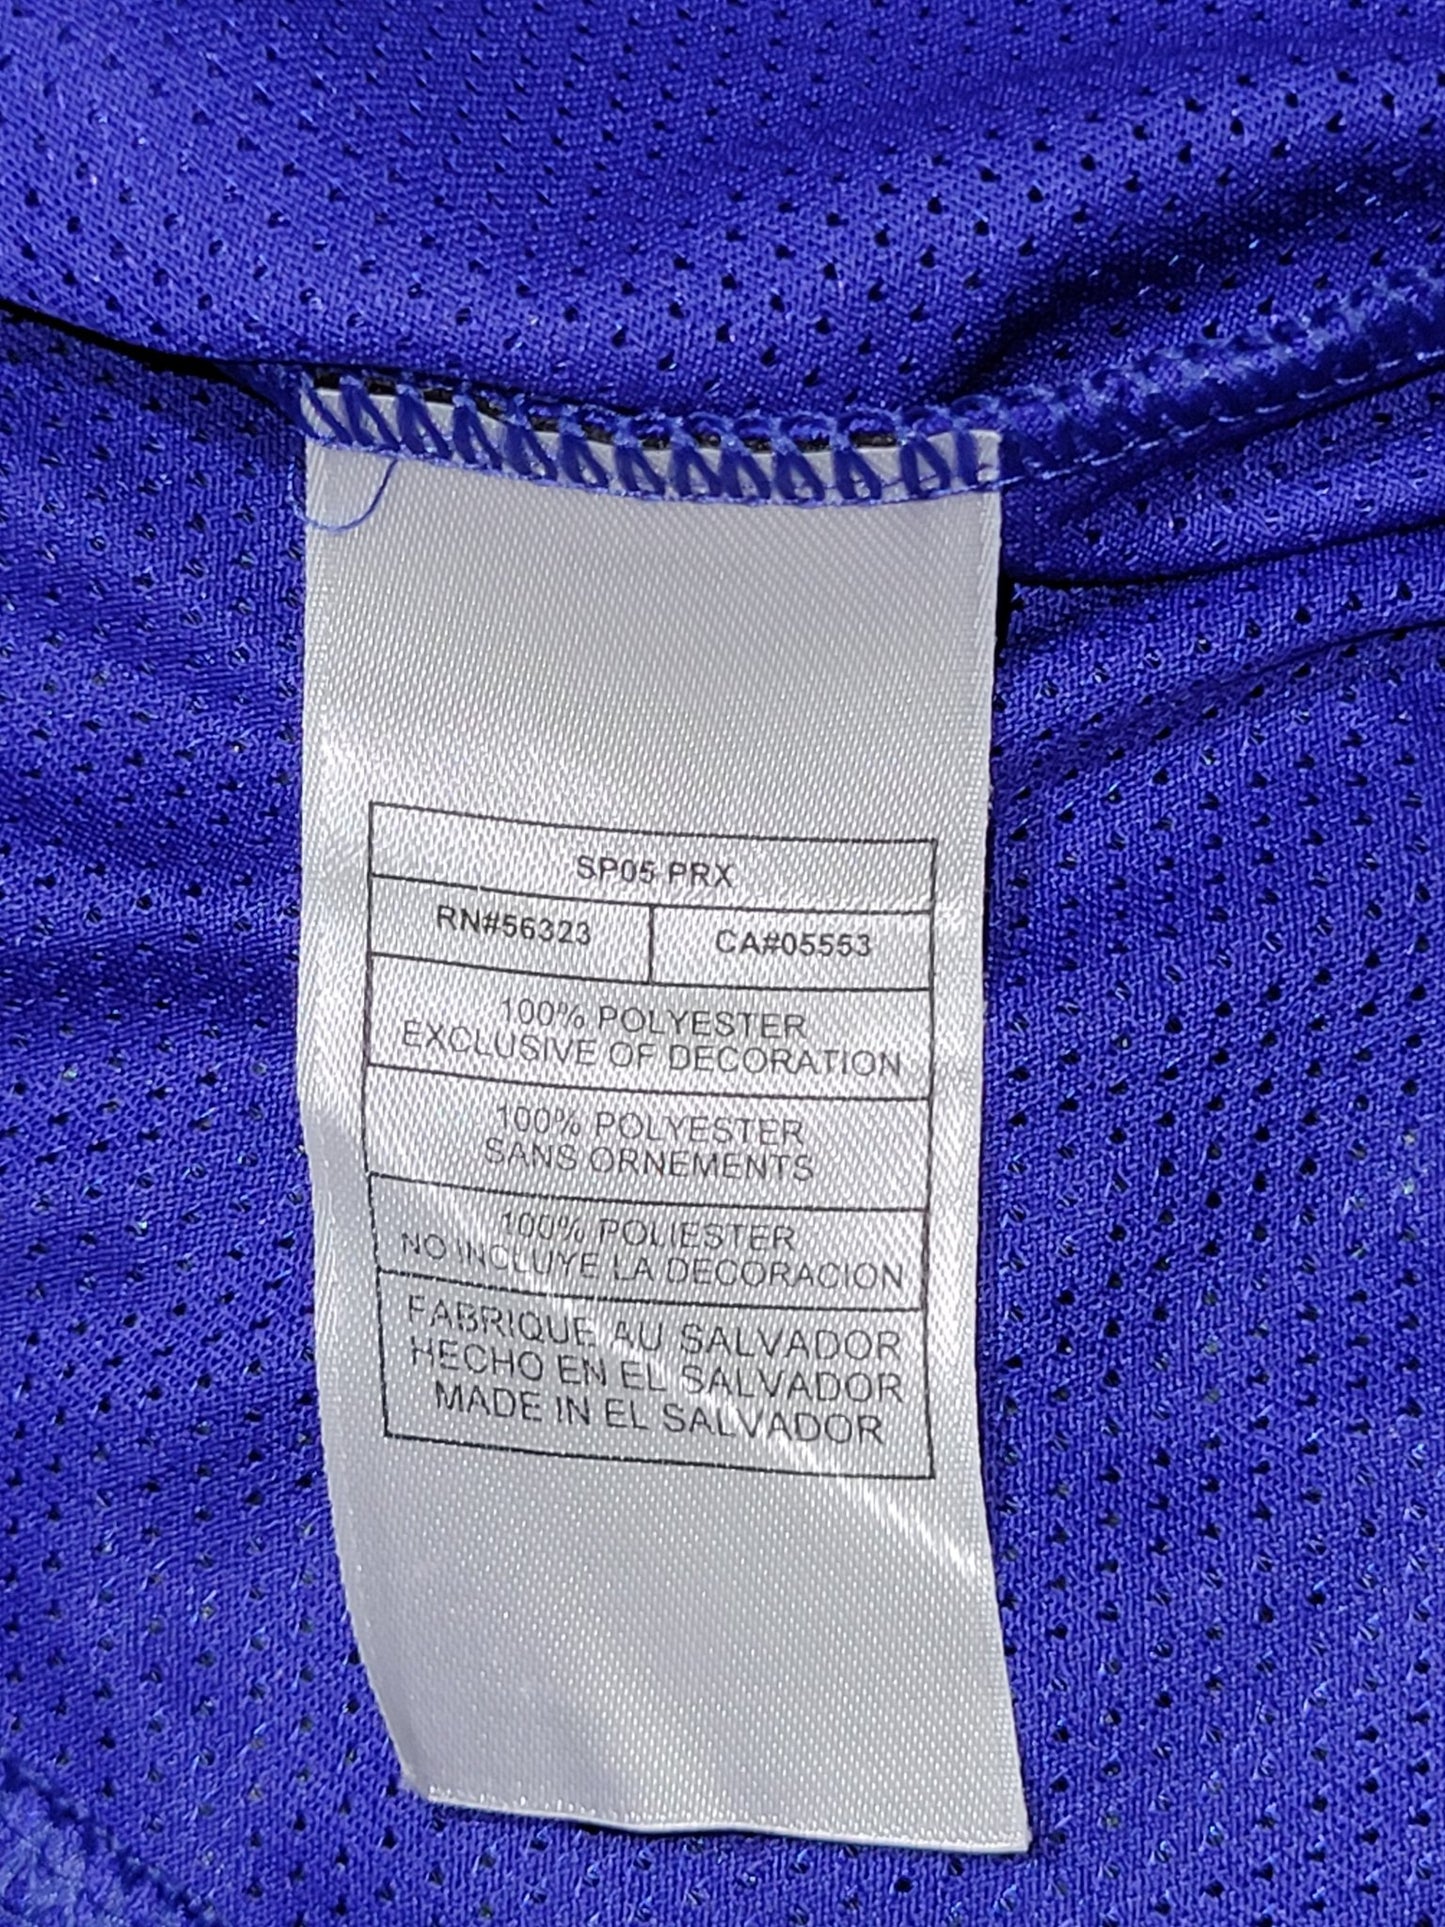 SP05 PRX
RN#56323 CA#05553
100% POLYESTER
EXCLUSIVE OF DECORATION
100% POLYESTER
SANS ORNEMENTS
100% POLIESTER
NO INCLUYE LA DECORACION
FABRIQUE AU SALVADOR
HECHO EN EL SALVADOR
MADE IN EL SALVADOR